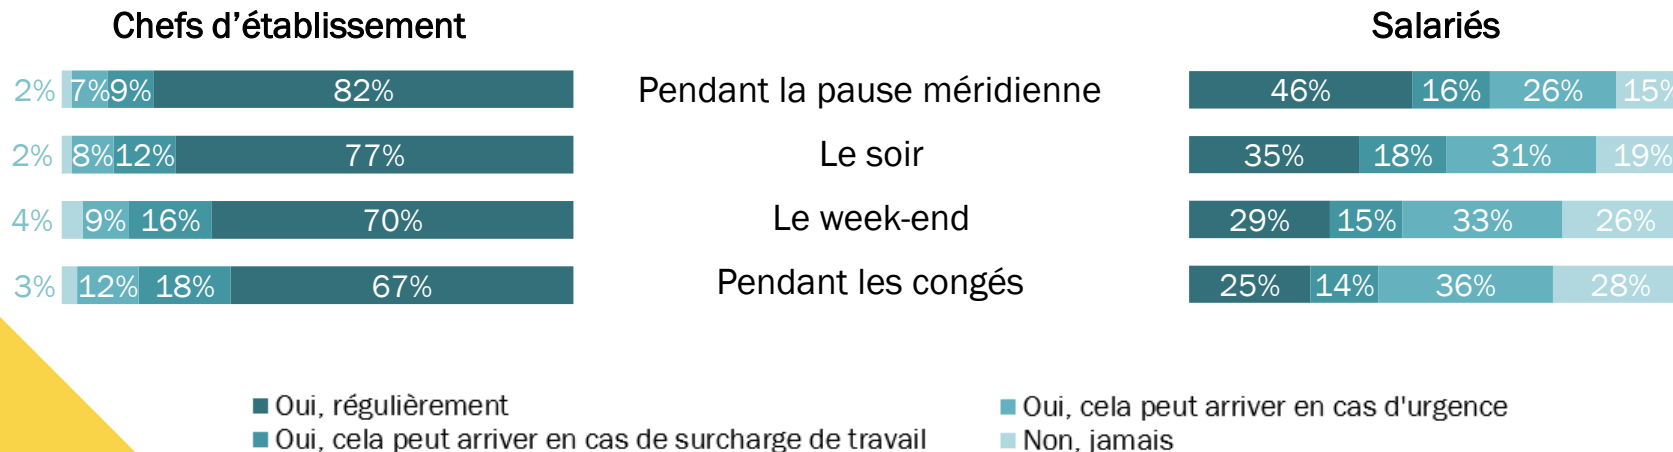 Chefs d'établissement Salariés
2% 7% 9% 82% Pendant la pause méridienne 46% 16% 26% 15%
2% 8% 12% 77% Le soir 35% 18% 31% 19%
4% 9% 16% 70% Le week-end 29% 15% 33% 26%
3% 12% 18% 67% Pendant les congés 25% 14% 36% 28%
Oui, régulièrement Oui, cela peut arriver en cas d'urgence
Oui, cela peut arriver en cas de surcharge de travail Non, jamais